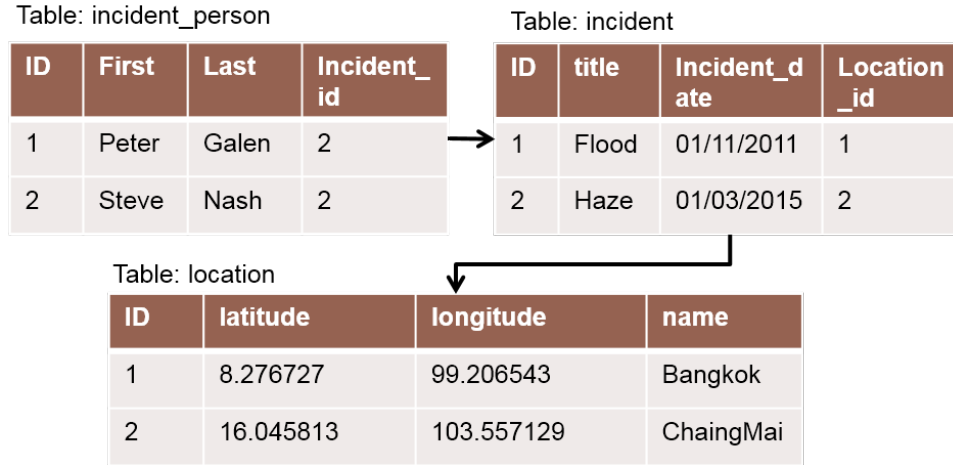 Table: incident_person
ID First Last Incident_
id
1 Peter Galen 2
2 Steve Nash 2
Table: incident
ID title Incident_d Location
ate _id
1 Flood 01/11/2011 1
2 Haze 01/03/2015 2
Table: location
ID latitude longitude name
1 8.276727 99.206543 Bangkok
2 16.045813 103.557129 ChaingMai